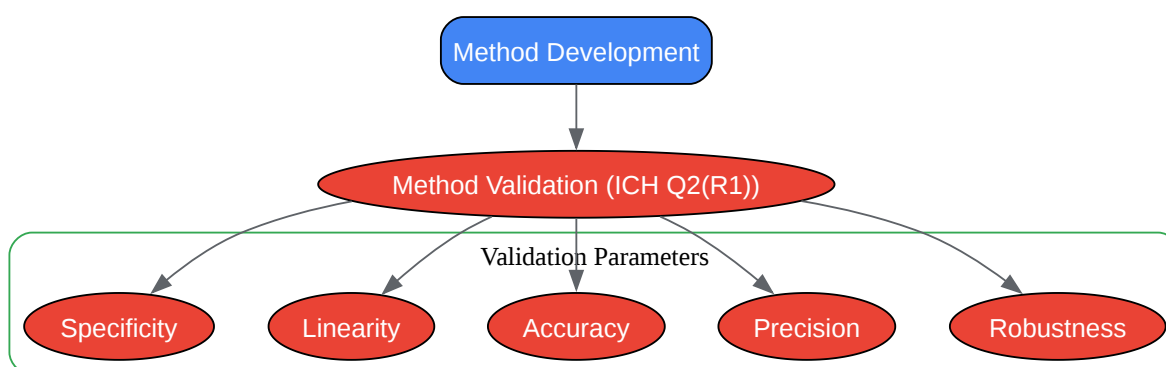 Method Development
Method Validation (ICH Q2(R1))
Validation Parameters
Specificity
Linearity
Accuracy
Precision
Robustness